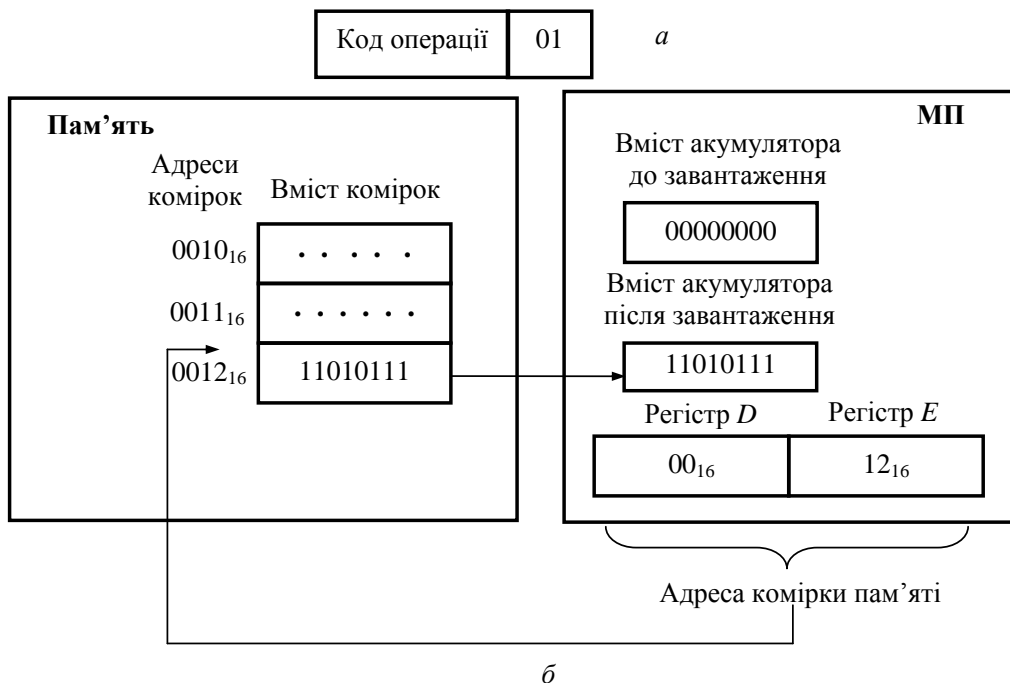 Код операції 01 а
Пам’ять
МП
Адреси
комірок
Вміст комірок
0010₁₆ . . . . .
0011₁₆ . . . . . .
0012₁₆ 11010111
Вміст акумулятора
до завантаження
00000000
Вміст акумулятора
після завантаження
11010111
Регістр D Регістр E
00₁₆ 12₁₆
Адреса комірки пам’яті
б